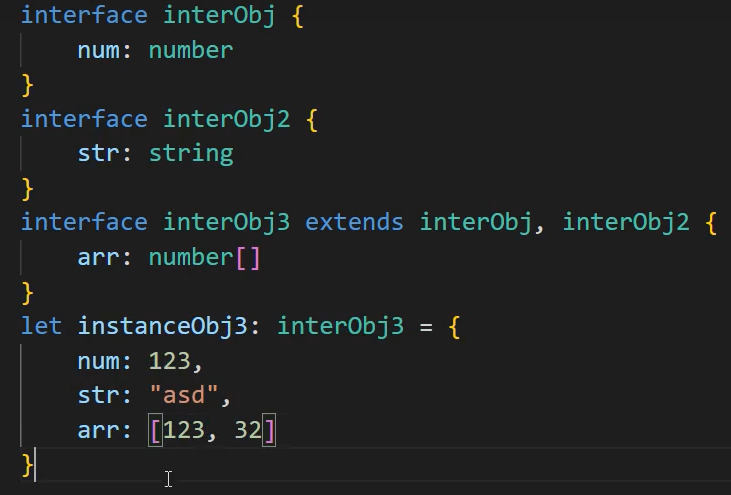 interface interObj {
    num: number
}
interface interObj2 {
    str: string
}
interface interObj3 extends interObj, interObj2 {
    arr: number[]
}
let instanceObj3: interObj3 = {
    num: 123,
    str: "asd",
    arr: [123, 32]
}